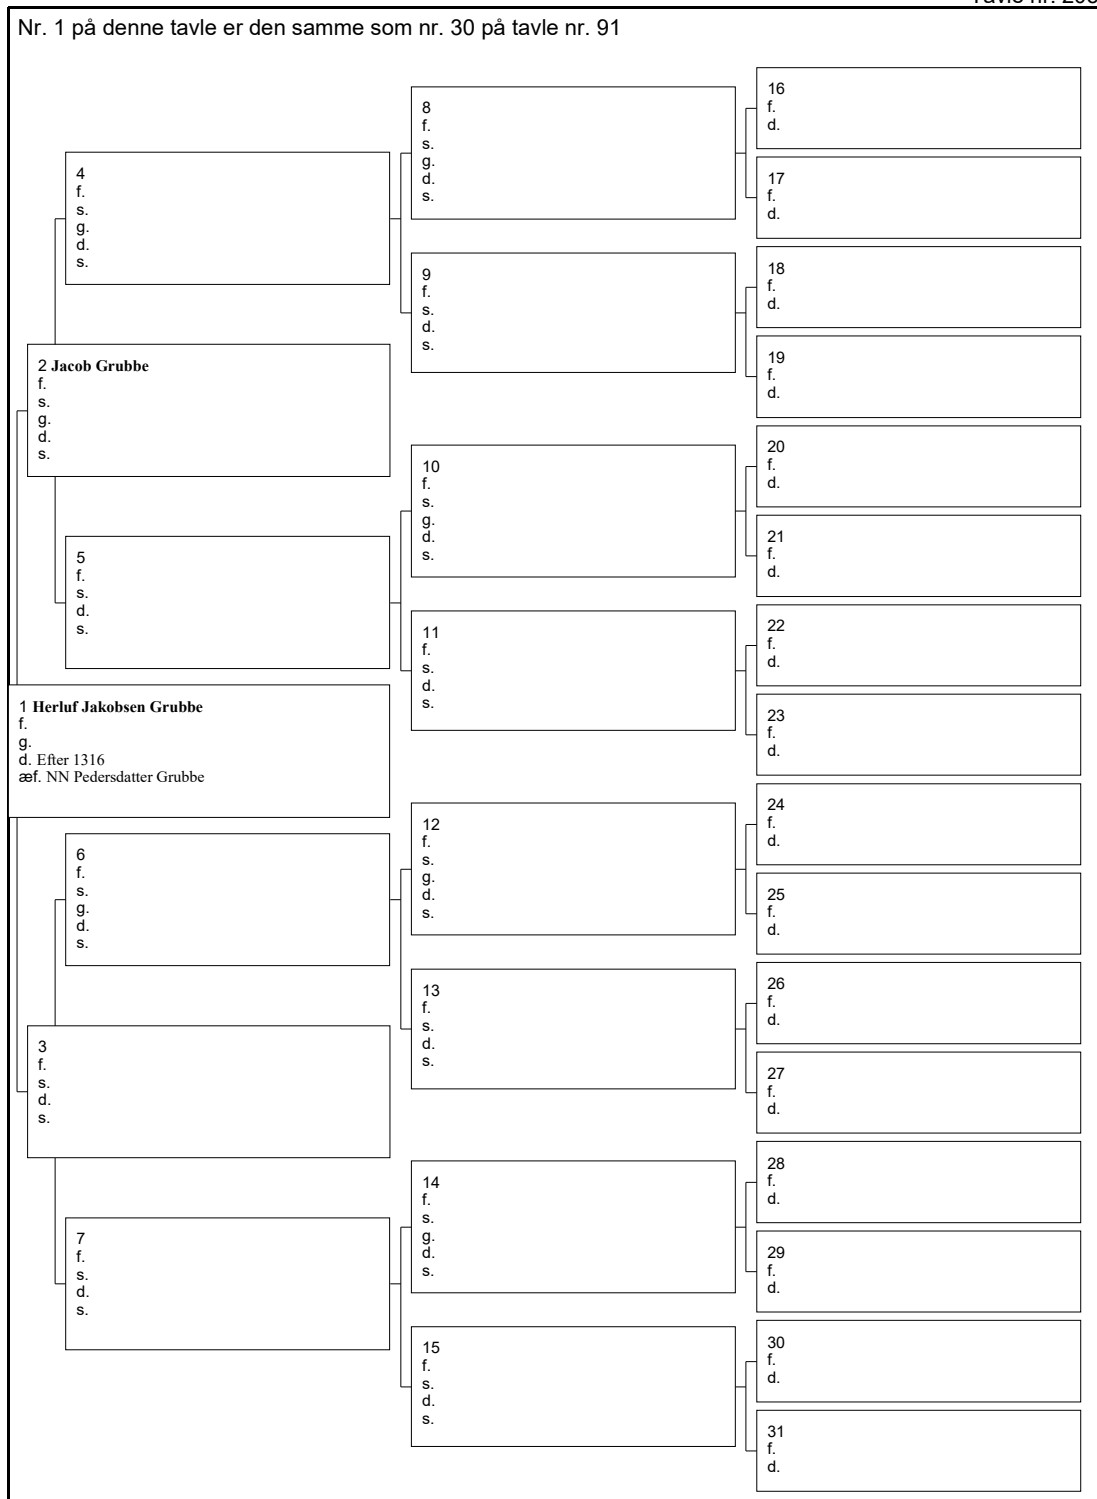 Nr. 1 på denne tavle er den samme som nr. 30 på tavle nr. 91
16
f.
d.
8
f.
s.
g.
d.
s.
17
f.
d.
4
f.
s.
g.
d.
s.
18
f.
d.
9
f.
s.
d.
s.
19
f.
d.
2 Jacob Grubbe
f.
s.
g.
d.
s.
20
f.
d.
10
f.
s.
g.
d.
s.
21
f.
d.
5
f.
s.
d.
s.
22
f.
d.
11
f.
s.
d.
s.
23
f.
d.
1 Herluf Jakobsen Grubbe
f.
g.
d. Efter 1316
æf. NN Pedersdatter Grubbe
24
f.
d.
12
f.
s.
g.
d.
s.
25
f.
d.
6
f.
s.
g.
d.
s.
26
f.
d.
13
f.
s.
d.
s.
27
f.
d.
3
f.
s.
d.
s.
28
f.
d.
14
f.
s.
g.
d.
s.
29
f.
d.
7
f.
s.
d.
s.
30
f.
d.
15
f.
s.
d.
s.
31
f.
d.